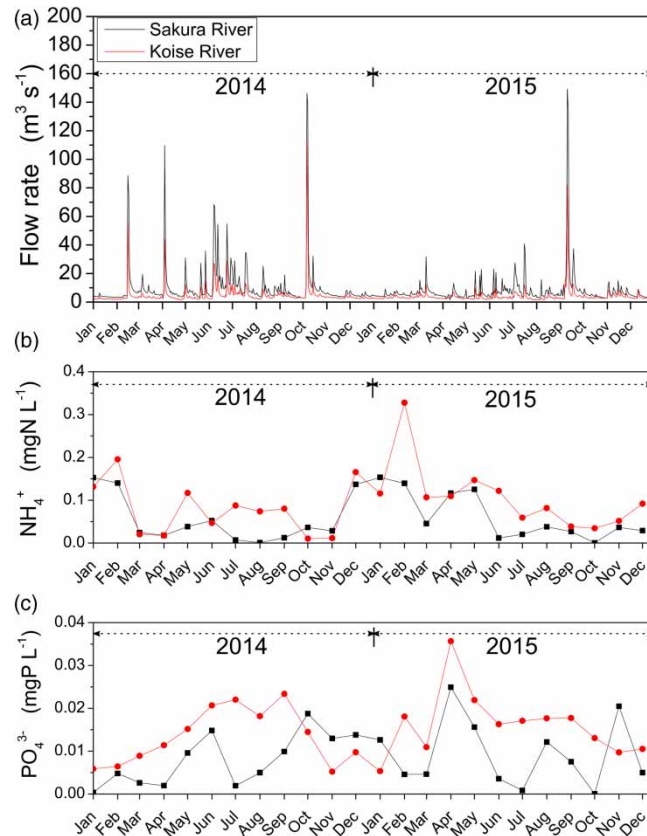 (a)
200
180
160
140
120
100
80
60
40
20
0
Flow rate (m³ s⁻¹)
Sakura River
Koise River
2014
2015
Jan Feb Mar Apr May Jun Jul Aug Sep Oct Nov Dec Jan Feb Mar Apr May Jun Jul Aug Sep Oct Nov Dec
(b)
0.4
0.3
0.2
0.1
0.0
NH₄⁺ (mgN L⁻¹)
2014
2015
Jan Feb Mar Apr May Jun Jul Aug Sep Oct Nov Dec Jan Feb Mar Apr May Jun Jul Aug Sep Oct Nov Dec
(c)
0.04
0.03
0.02
0.01
0.00
PO₄³⁻ (mgP L⁻¹)
2014
2015
Jan Feb Mar Apr May Jun Jul Aug Sep Oct Nov Dec Jan Feb Mar Apr May Jun Jul Aug Sep Oct Nov Dec